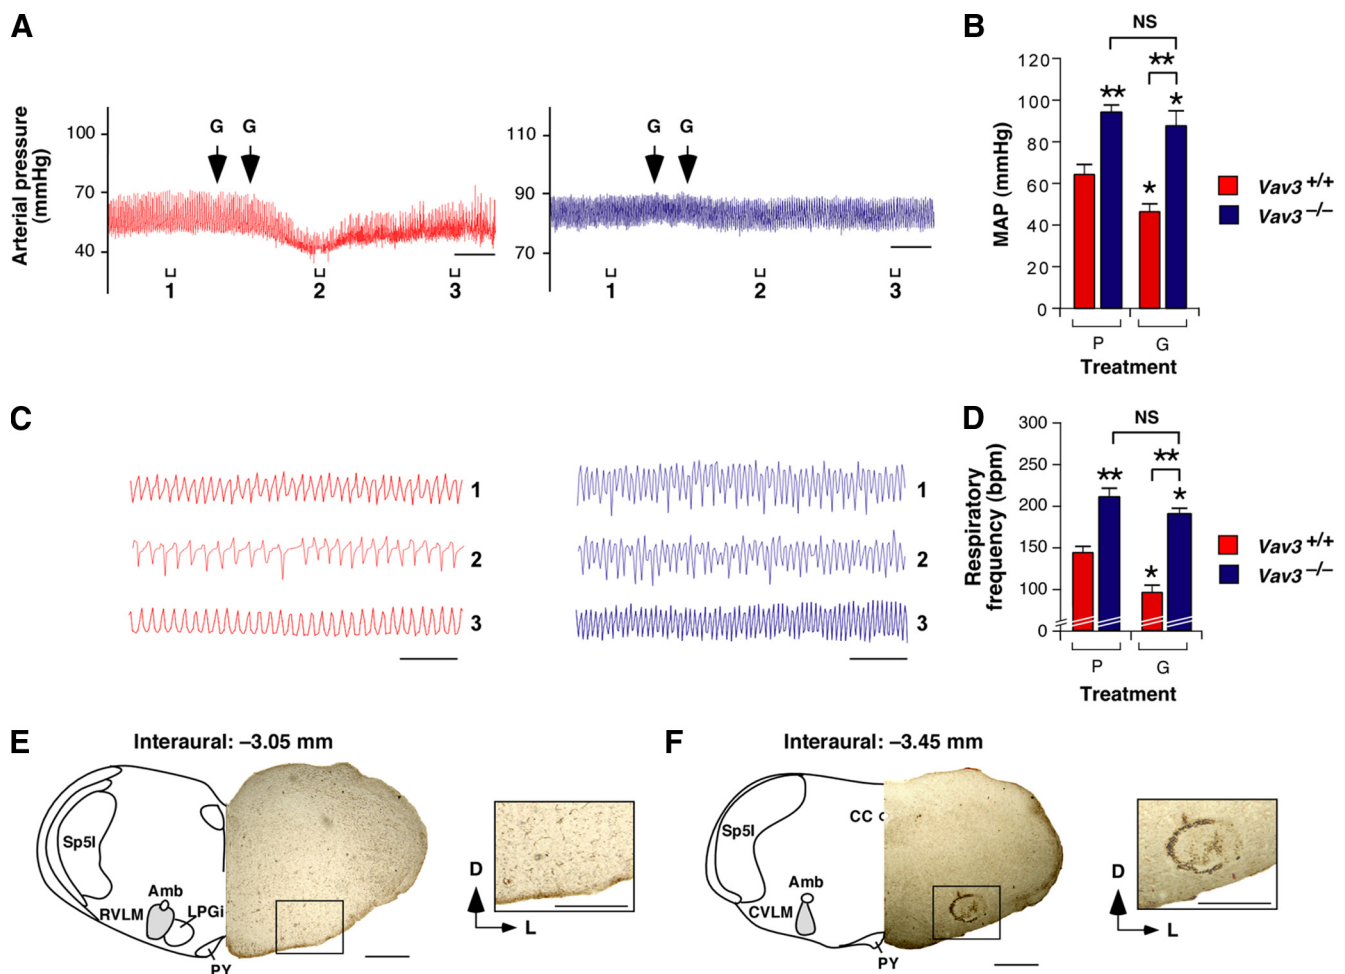 A
Arterial pressure
(mmHg)
100
70
40
G G
1 2 3
110
90
70
G G
1 2 3
B
MAP (mmHg)
120
100
80
60
40
20
0
NS
**
**
*
*
P G
Treatment
Vav3 +/+
Vav3 –/–
C
1
2
3
1
2
3
D
Respiratory
frequency (bpm)
300
250
200
150
100
0
NS
**
**
*
*
P G
Treatment
Vav3 +/+
Vav3 –/–
E
Interaural: –3.05 mm
Sp5I
Amb
RVLM
LPGi
PY
D
L
F
Interaural: –3.45 mm
Sp5I
CC
Amb
CVLM
PY
D
L